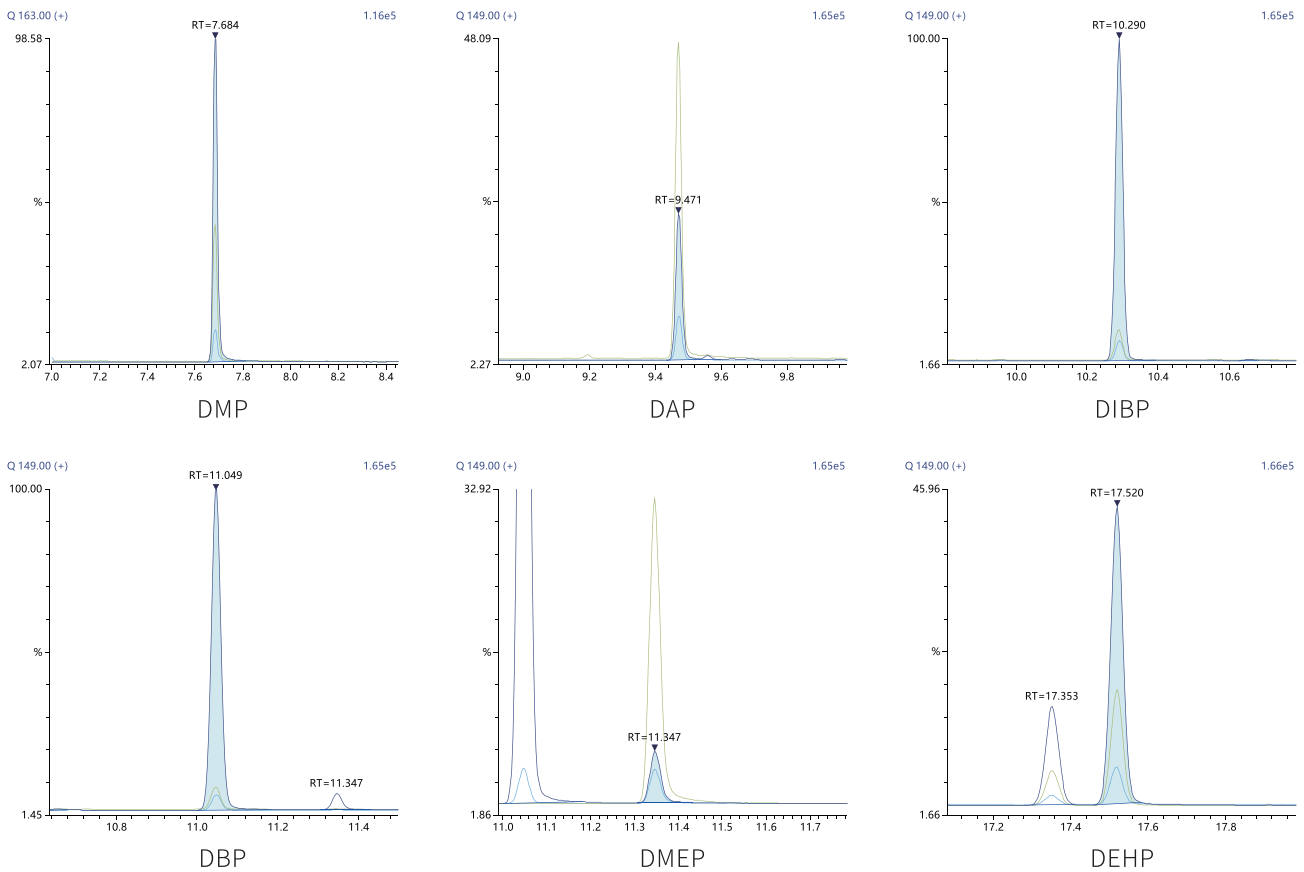 Q 163.00 (+) 1.16e5
RT=7.684
98.58
%
2.07
7.0 7.2 7.4 7.6 7.8 8.0 8.2 8.4
DMP
Q 149.00 (+) 1.65e5
48.09
RT=9.471
%
2.27
9.0 9.2 9.4 9.6 9.8
DAP
Q 149.00 (+) 1.65e5
RT=10.290
100.00
%
1.66
10.0 10.2 10.4 10.6
DIBP
Q 149.00 (+) 1.65e5
RT=11.049
100.00
%
RT=11.347
1.45
10.8 11.0 11.2 11.4
DBP
Q 149.00 (+) 1.65e5
32.92
%
RT=11.347
1.86
11.0 11.1 11.2 11.3 11.4 11.5 11.6 11.7
DMEP
Q 149.00 (+) 1.66e5
45.96
RT=17.520
%
RT=17.353
1.66
17.2 17.4 17.6 17.8
DEHP